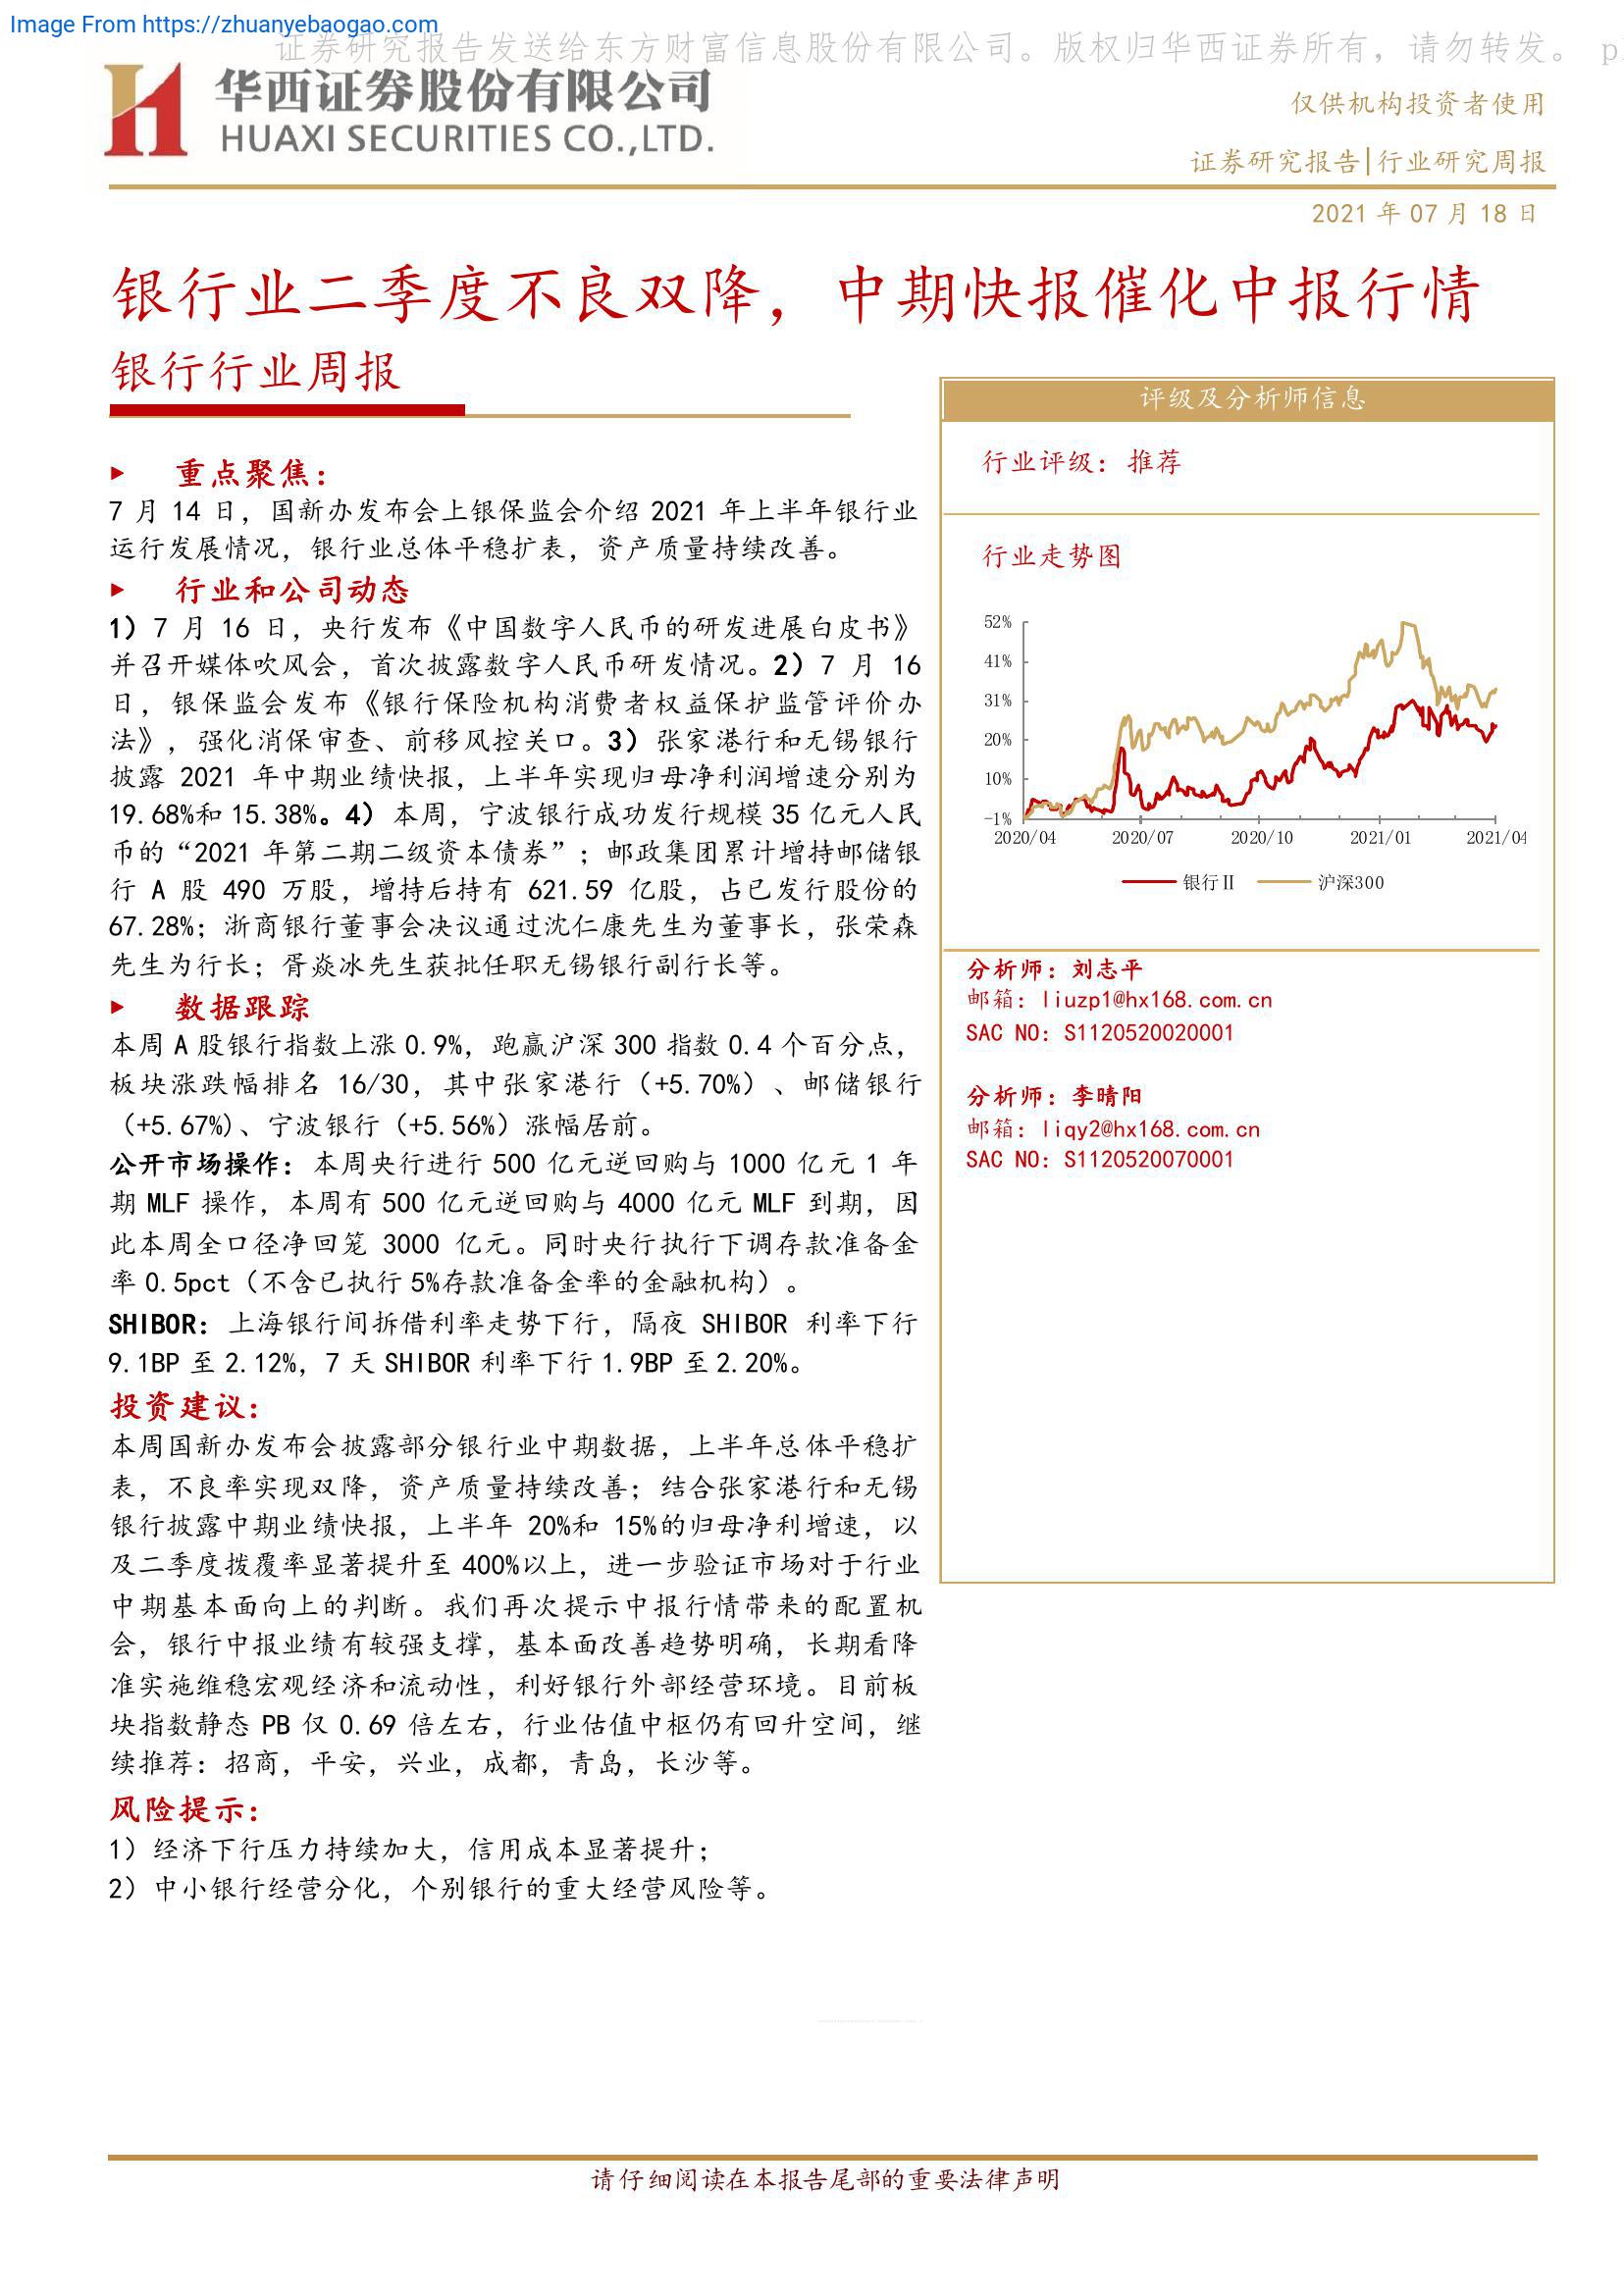 Image From https://zhuanyebaogao.com
证券研究报告发送给东方财富信息股份有限公司。版权归华西证券所有，请勿转发。 p
华西证券股份有限公司
HUAXI SECURITIES CO.,LTD.
仅供机构投资者使用
证券研究报告|行业研究周报
2021 年 07 月 18 日
银行业二季度不良双降，中期快报催化中报行情
银行行业周报
重点聚焦：
7 月 14 日，国新办发布会上银保监会介绍 2021 年上半年银行业
运行发展情况，银行业总体平稳扩表，资产质量持续改善。
行业和公司动态
1）7 月 16 日，央行发布《中国数字人民币的研发进展白皮书》
并召开媒体吹风会，首次披露数字人民币研发情况。2）7 月 16
日，银保监会发布《银行保险机构消费者权益保护监管评价办
法》，强化消保审查、前移风控关口。3）张家港行和无锡银行
披露 2021 年中期业绩快报，上半年实现归母净利润增速分别为
19.68%和 15.38%。4）本周，宁波银行成功发行规模 35 亿元人民
币的“2021 年第二期二级资本债券”；邮政集团累计增持邮储银
行 A 股 490 万股，增持后持有 621.59 亿股，占已发行股份的
67.28%；浙商银行董事会决议通过沈仁康先生为董事长，张荣森
先生为行长；胥焱冰先生获批任职无锡银行副行长等。
数据跟踪
本周 A 股银行指数上涨 0.9%，跑赢沪深 300 指数 0.4 个百分点，
板块涨跌幅排名 16/30，其中张家港行（+5.70%）、邮储银行
（+5.67%)、宁波银行（+5.56%）涨幅居前。
公开市场操作：本周央行进行 500 亿元逆回购与 1000 亿元 1 年
期 MLF 操作，本周有 500 亿元逆回购与 4000 亿元 MLF 到期，因
此本周全口径净回笼 3000 亿元。同时央行执行下调存款准备金
率 0.5pct（不含已执行 5%存款准备金率的金融机构）。
SHIBOR：上海银行间拆借利率走势下行，隔夜 SHIBOR 利率下行
9.1BP 至 2.12%，7 天 SHIBOR 利率下行 1.9BP 至 2.20%。
投资建议：
本周国新办发布会披露部分银行业中期数据，上半年总体平稳扩
表，不良率实现双降，资产质量持续改善；结合张家港行和无锡
银行披露中期业绩快报，上半年 20%和 15%的归母净利增速，以
及二季度拨覆率显著提升至 400%以上，进一步验证市场对于行业
中期基本面向上的判断。我们再次提示中报行情带来的配置机
会，银行中报业绩有较强支撑，基本面改善趋势明确，长期看降
准实施维稳宏观经济和流动性，利好银行外部经营环境。目前板
块指数静态 PB 仅 0.69 倍左右，行业估值中枢仍有回升空间，继
续推荐：招商，平安，兴业，成都，青岛，长沙等。
风险提示：
1）经济下行压力持续加大，信用成本显著提升；
2）中小银行经营分化，个别银行的重大经营风险等。
评级及分析师信息
行业评级：推荐
行业走势图
52%
41%
31%
20%
10%
-1%
2020/04 2020/07 2020/10 2021/01 2021/04
银行Ⅱ 沪深300
分析师：刘志平
邮箱：liuzp1@hx168.com.cn
SAC NO：S1120520020001
分析师：李晴阳
邮箱：liqy2@hx168.com.cn
SAC NO：S1120520070001
请仔细阅读在本报告尾部的重要法律声明